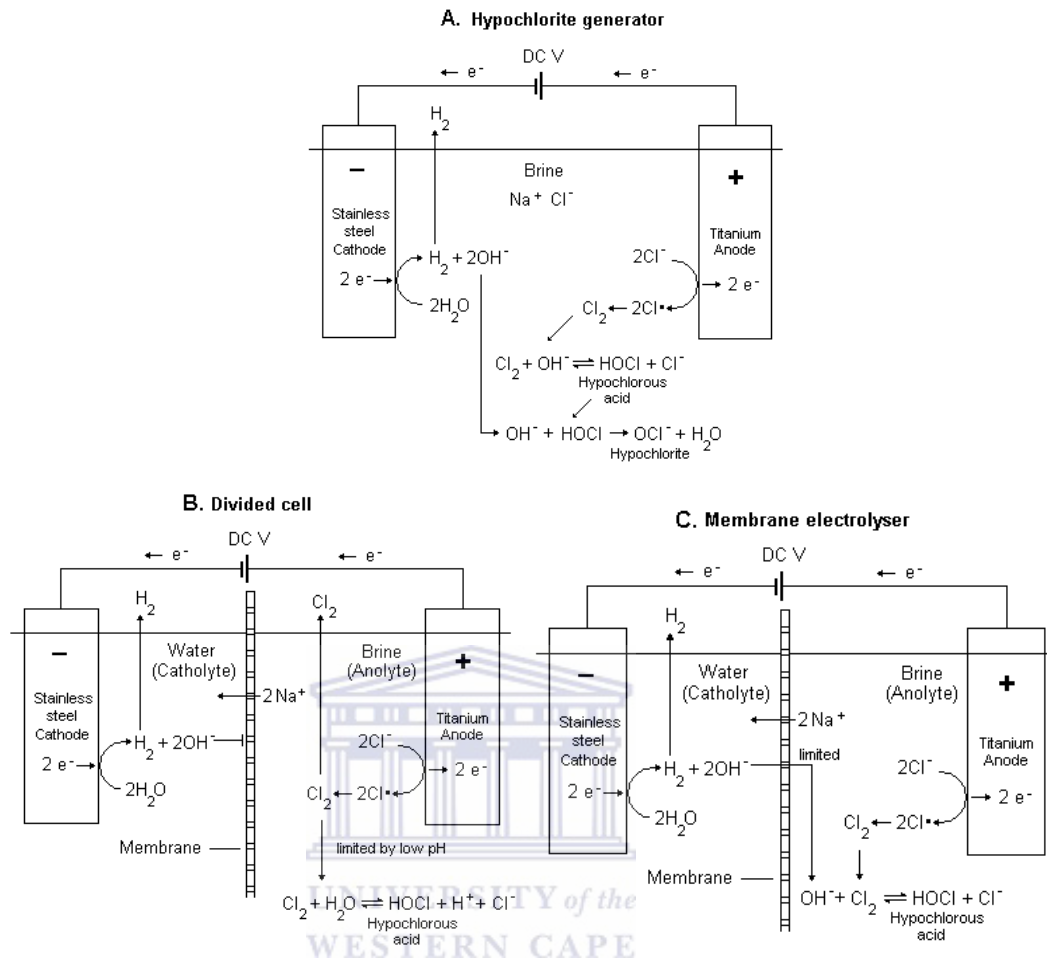 A. Hypochlorite generator
DC V
← e⁻ ← e⁻
H₂
−
Brine
+
Na⁺ Cl⁻
Stainless
steel
Cathode
Titanium
Anode
2 e⁻ → H₂ + 2OH⁻
2Cl⁻
→ 2 e⁻
2H₂O
Cl₂ ← 2Cl•
Cl₂ + OH⁻ ⇌ HOCl + Cl⁻
Hypochlorous
acid
OH⁻ + HOCl → OCl⁻ + H₂O
Hypochlorite
B. Divided cell
DC V
← e⁻ ← e⁻
H₂
Cl₂
−
Water
(Catholyte)
Brine
(Anolyte)
+
2Na⁺
Stainless
steel
Cathode
Titanium
Anode
2 e⁻ → H₂ + 2OH⁻
2Cl⁻
→ 2 e⁻
2H₂O
Cl₂ ← 2Cl•
Membrane
limited by low pH
Cl₂ + H₂O ⇌ HOCl + H⁺ + Cl⁻
Hypochlorous
acid
C. Membrane electrolyser
DC V
← e⁻ ← e⁻
H₂
−
Water
(Catholyte)
Brine
(Anolyte)
+
2Na⁺
Stainless
steel
Cathode
limited
Titanium
Anode
2 e⁻ → H₂ + 2OH⁻
2Cl⁻
→ 2 e⁻
2H₂O
Cl₂ ← 2Cl•
Membrane
OH⁻ + Cl₂ ⇌ HOCl + Cl⁻
Hypochlorous
acid
UNIVERSITY of the
WESTERN CAPE